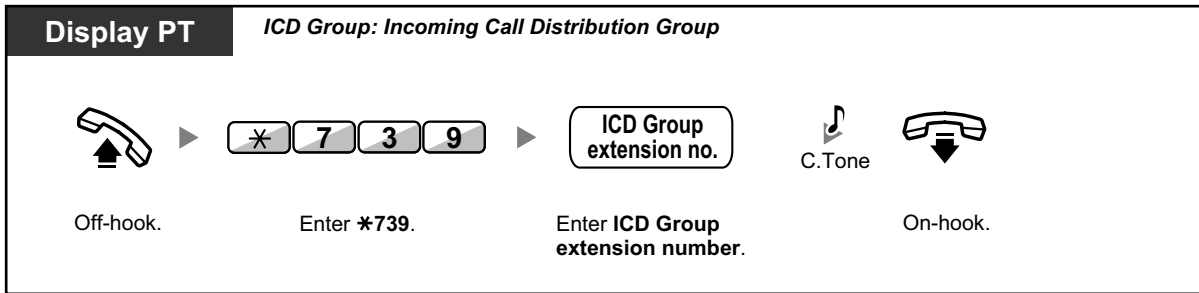 Display PT
ICD Group: Incoming Call Distribution Group
* 7 3 9
ICD Group
extension no.
C.Tone
Off-hook.
Enter *739.
Enter ICD Group
extension number.
On-hook.